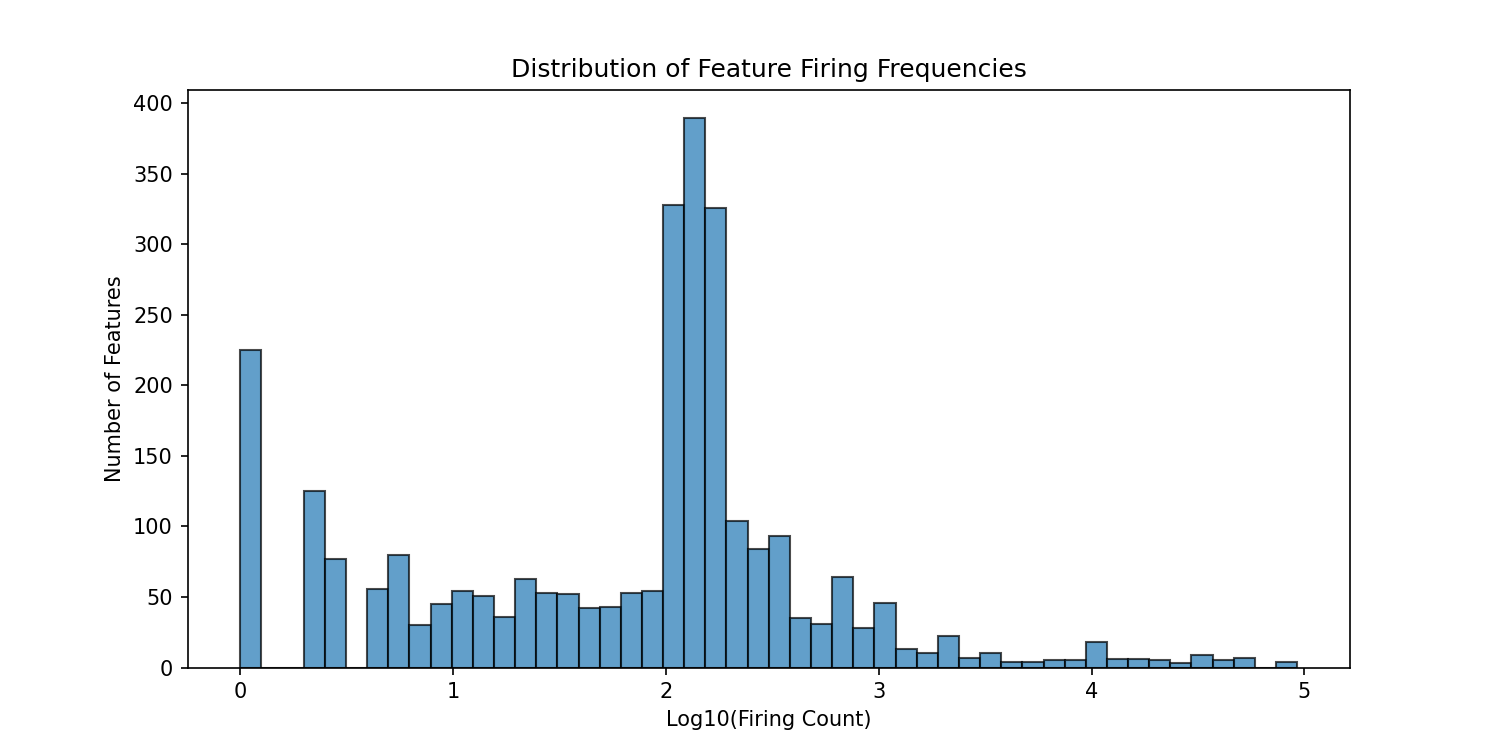 Distribution of Feature Firing Frequencies
400
350
300
250
200
150
100
50
0
Number of Features
0 1 2 3 4 5
Log10(Firing Count)